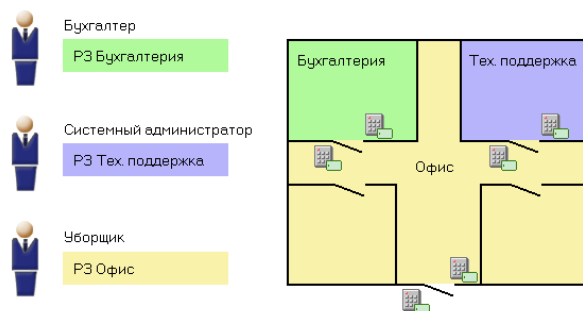 Бухгалтер
РЗ Бухгалтерия
Системный администратор
РЗ Тех. поддержка
Уборщик
РЗ Офис
Бухгалтерия
Тех. поддержка
Офис